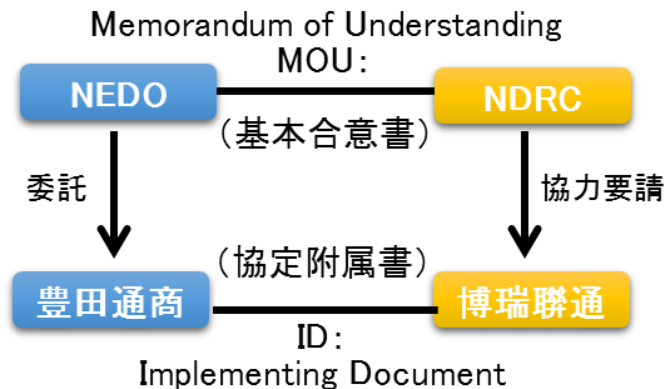 Memorandum of Understanding
MOU:
NEDO
NDRC
(基本合意書)
委託
協力要請
(協定附属書)
豊田通商
博瑞聯通
ID:
Implementing Document